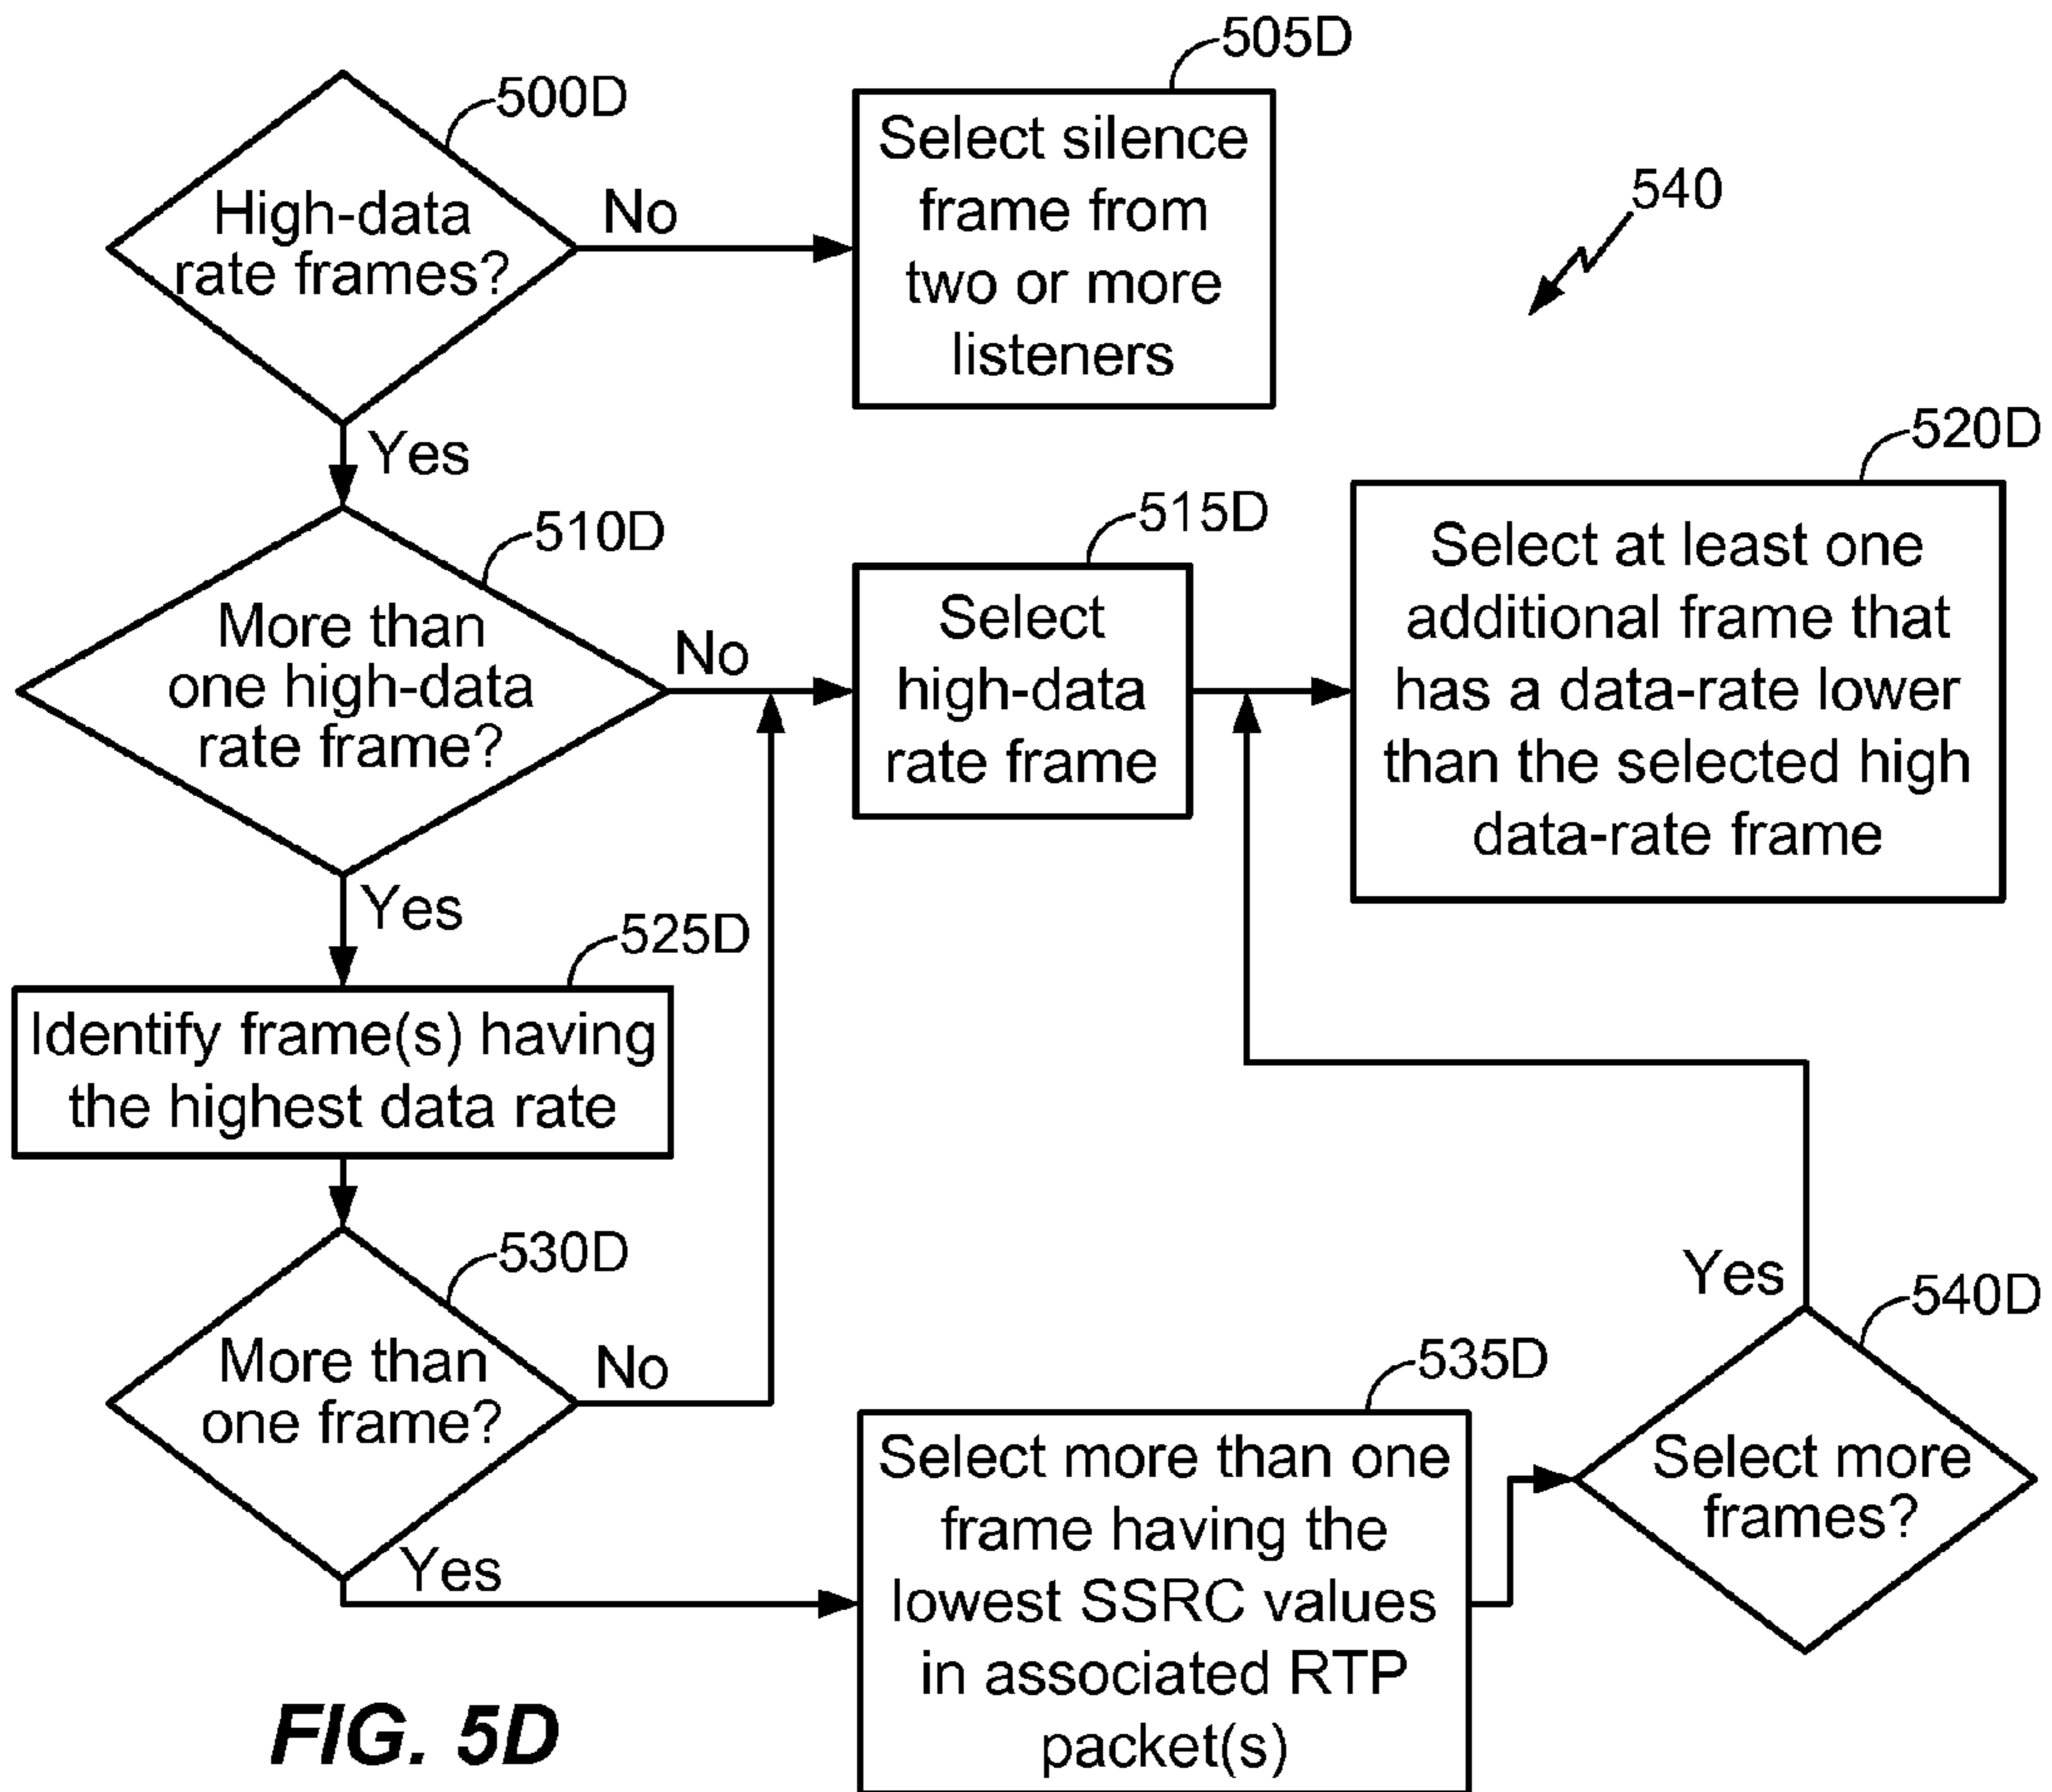 500D
High-data
rate frames?
No
Yes
505D
Select silence
frame from
two or more
listeners
540
510D
More than
one high-data
rate frame?
No
Yes
515D
Select
high-data
rate frame
520D
Select at least one
additional frame that
has a data-rate lower
than the selected high
data-rate frame
525D
Identify frame(s) having
the highest data rate
530D
More than
one frame?
No
Yes
535D
Select more than one
frame having the
lowest SSRC values
in associated RTP
packet(s)
540D
Select more
frames?
Yes
FIG. 5D